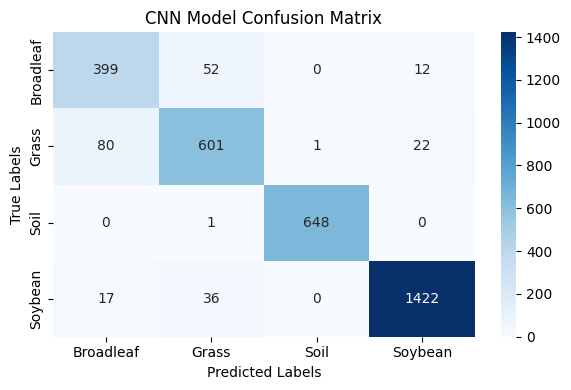 CNN Model Confusion Matrix
True Labels
Broadleaf 399 52 0 12
Grass 80 601 1 22
Soil 0 1 648 0
Soybean 17 36 0 1422
Broadleaf Grass Soil Soybean
Predicted Labels
1400
1200
1000
800
600
400
200
0